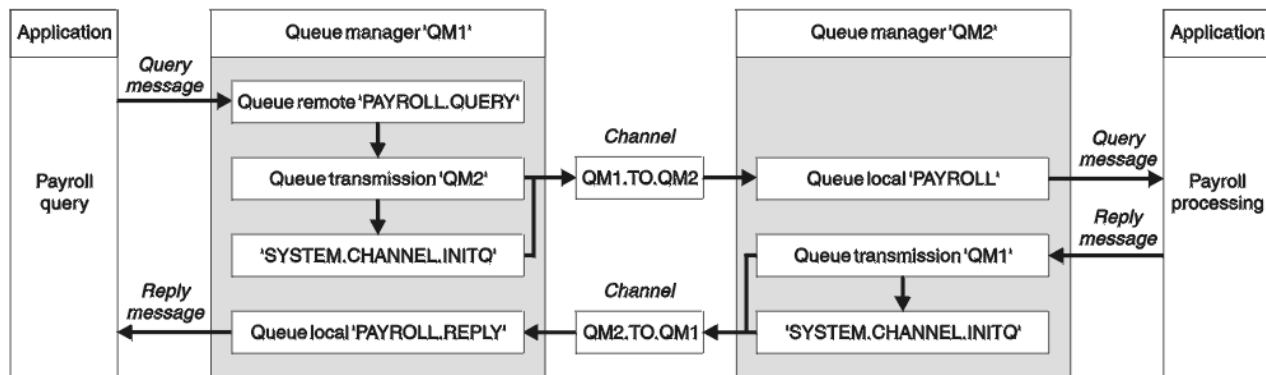 Application
Queue manager 'QM1'
Queue manager 'QM2'
Application
Query
message
Queue remote 'PAYROLL.QUERY'
Channel
Query
message
Payroll
query
Queue transmission 'QM2'
QM1.TO.QM2
Queue local 'PAYROLL'
Payroll
processing
'SYSTEM.CHANNEL.INITQ'
Queue transmission 'QM1'
Reply
message
Reply
message
Channel
Queue local 'PAYROLL.REPLY'
QM2.TO.QM1
'SYSTEM.CHANNEL.INITQ'